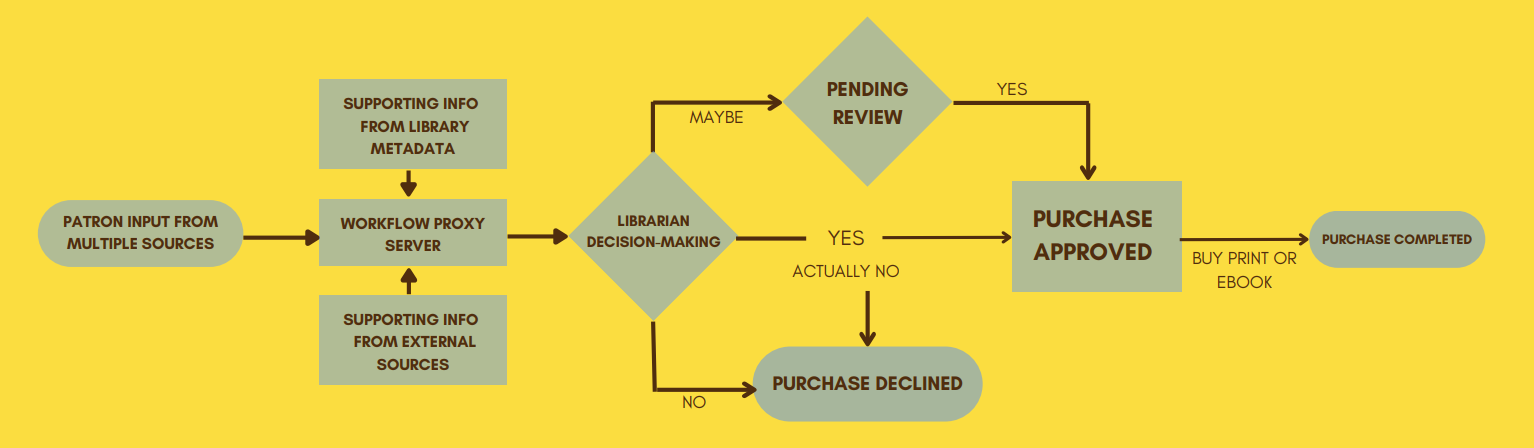 PATRON INPUT FROM
MULTIPLE SOURCES
SUPPORTING INFO
FROM LIBRARY
METADATA
WORKFLOW PROXY
SERVER
SUPPORTING INFO
FROM EXTERNAL
SOURCES
LIBRARIAN
DECISION-MAKING
MAYBE
PENDING
REVIEW
YES
YES
ACTUALLY NO
NO
PURCHASE DECLINED
PURCHASE
APPROVED
BUY PRINT OR
EBOOK
PURCHASE COMPLETED